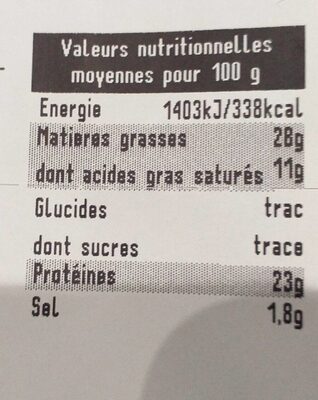 Valeurs nutritionnelles
moyennes pour 100 g
Energie 1403kJ/338kcal
Matieres grasses 28g
dont acides gras saturés 11g
Glucides trac
dont sucres trace
Protéines 23g
Sel 1,8g